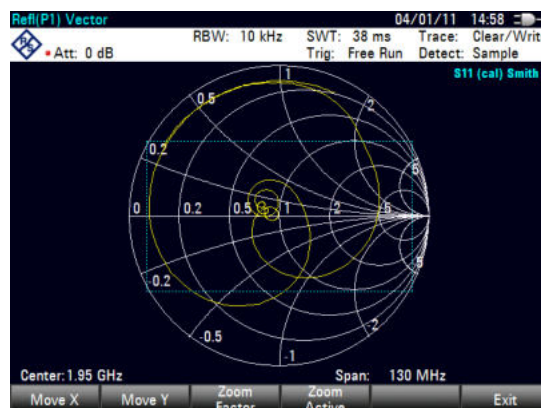 Refl(P1) Vector 04/01/11 14:58
RBW: 10 kHz SWT: 38 ms Trace: Clear/Writ
Att: 0 dB Trig: Free Run Detect: Sample
S11 (cal) Smith
1
0.5 2
0.2 5
0 0.2 0.5 1 2 5
-0.2 -5
-0.5 -2
-1
Center: 1.95 GHz Span: 130 MHz
Move X Move Y Zoom Factor Zoom Active Exit